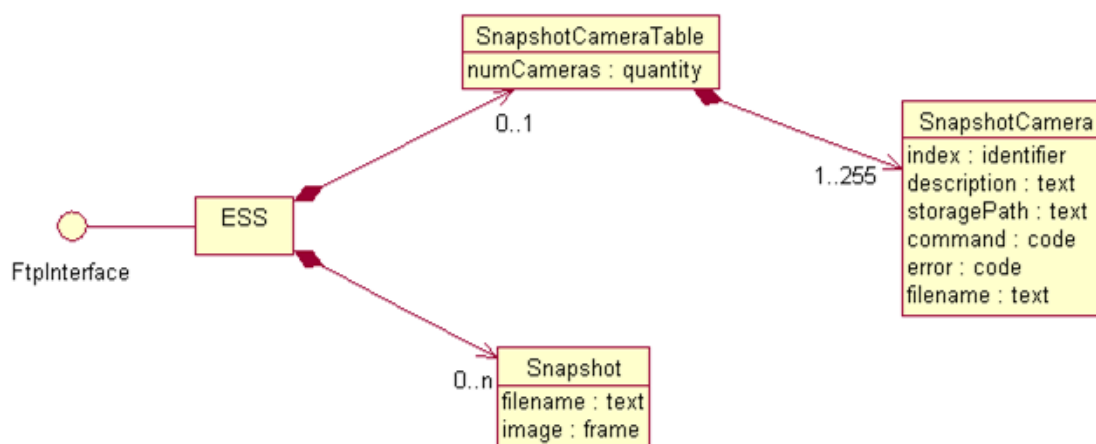 SnapshotCameraTable
numCameras : quantity
0..1
SnapshotCamera
index : identifier
description : text
storagePath : text
command : code
error : code
filename : text
1..255
ESS
FtpInterface
0..n
Snapshot
filename : text
image : frame